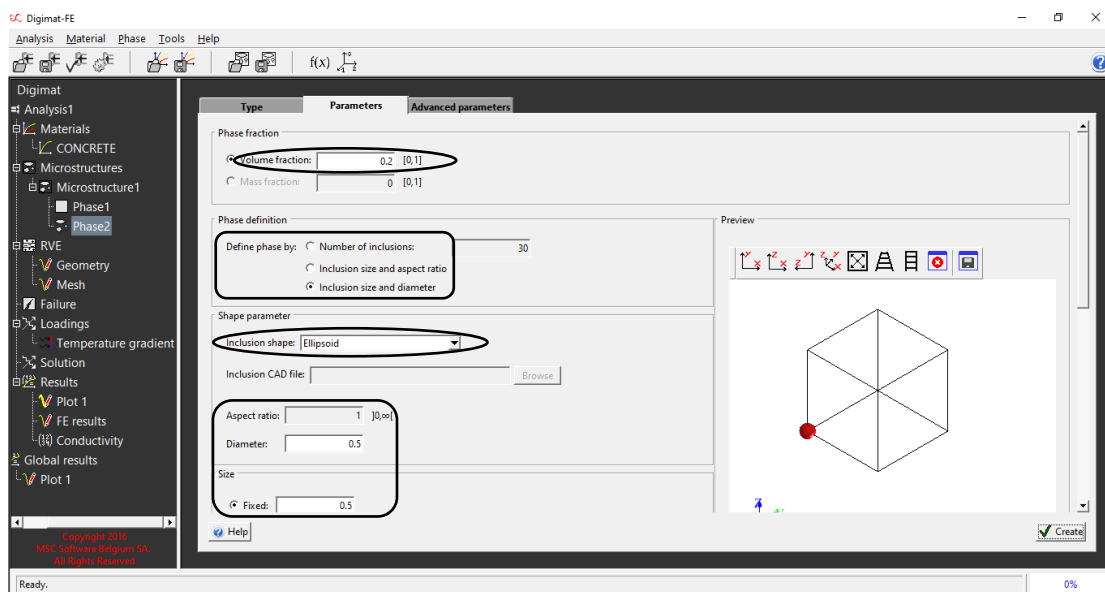 Digimat-FE
Analysis Material Phase Tools Help
f(x)
Digimat
Analysis1
Materials
CONCRETE
Microstructures
Microstructure1
Phase1
Phase2
RVE
Geometry
Mesh
Failure
Loadings
Temperature gradient
Solution
Results
Plot 1
FE results
Conductivity
Global results
Plot 1
Copyright 2016
MSC Software Belgium SA.
All Rights Reserved
Type Parameters Advanced parameters
Phase fraction
Volume fraction: 0.2 [0,1]
Mass fraction: 0 [0,1]
Phase definition
Define phase by: Number of inclusions: 30
Inclusion size and aspect ratio
Inclusion size and diameter
Shape parameter
Inclusion shape: Ellipsoid
Inclusion CAD file: Browse
Aspect ratio: 1 ]0,∞[
Diameter: 0.5
Size
Fixed: 0.5
Preview
Z
Help
Create
Ready. 0%